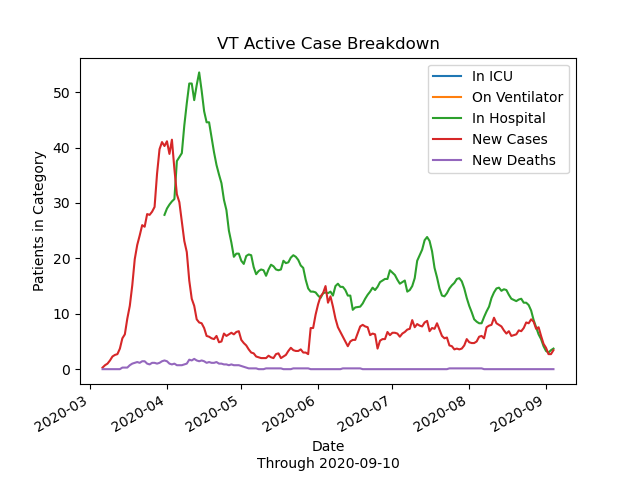 VT Active Case Breakdown
In ICU
On Ventilator
In Hospital
New Cases
New Deaths
Patients in Category
50
40
30
20
10
0
2020-03
2020-04
2020-05
2020-06
2020-07
2020-08
2020-09
Date
Through 2020-09-10